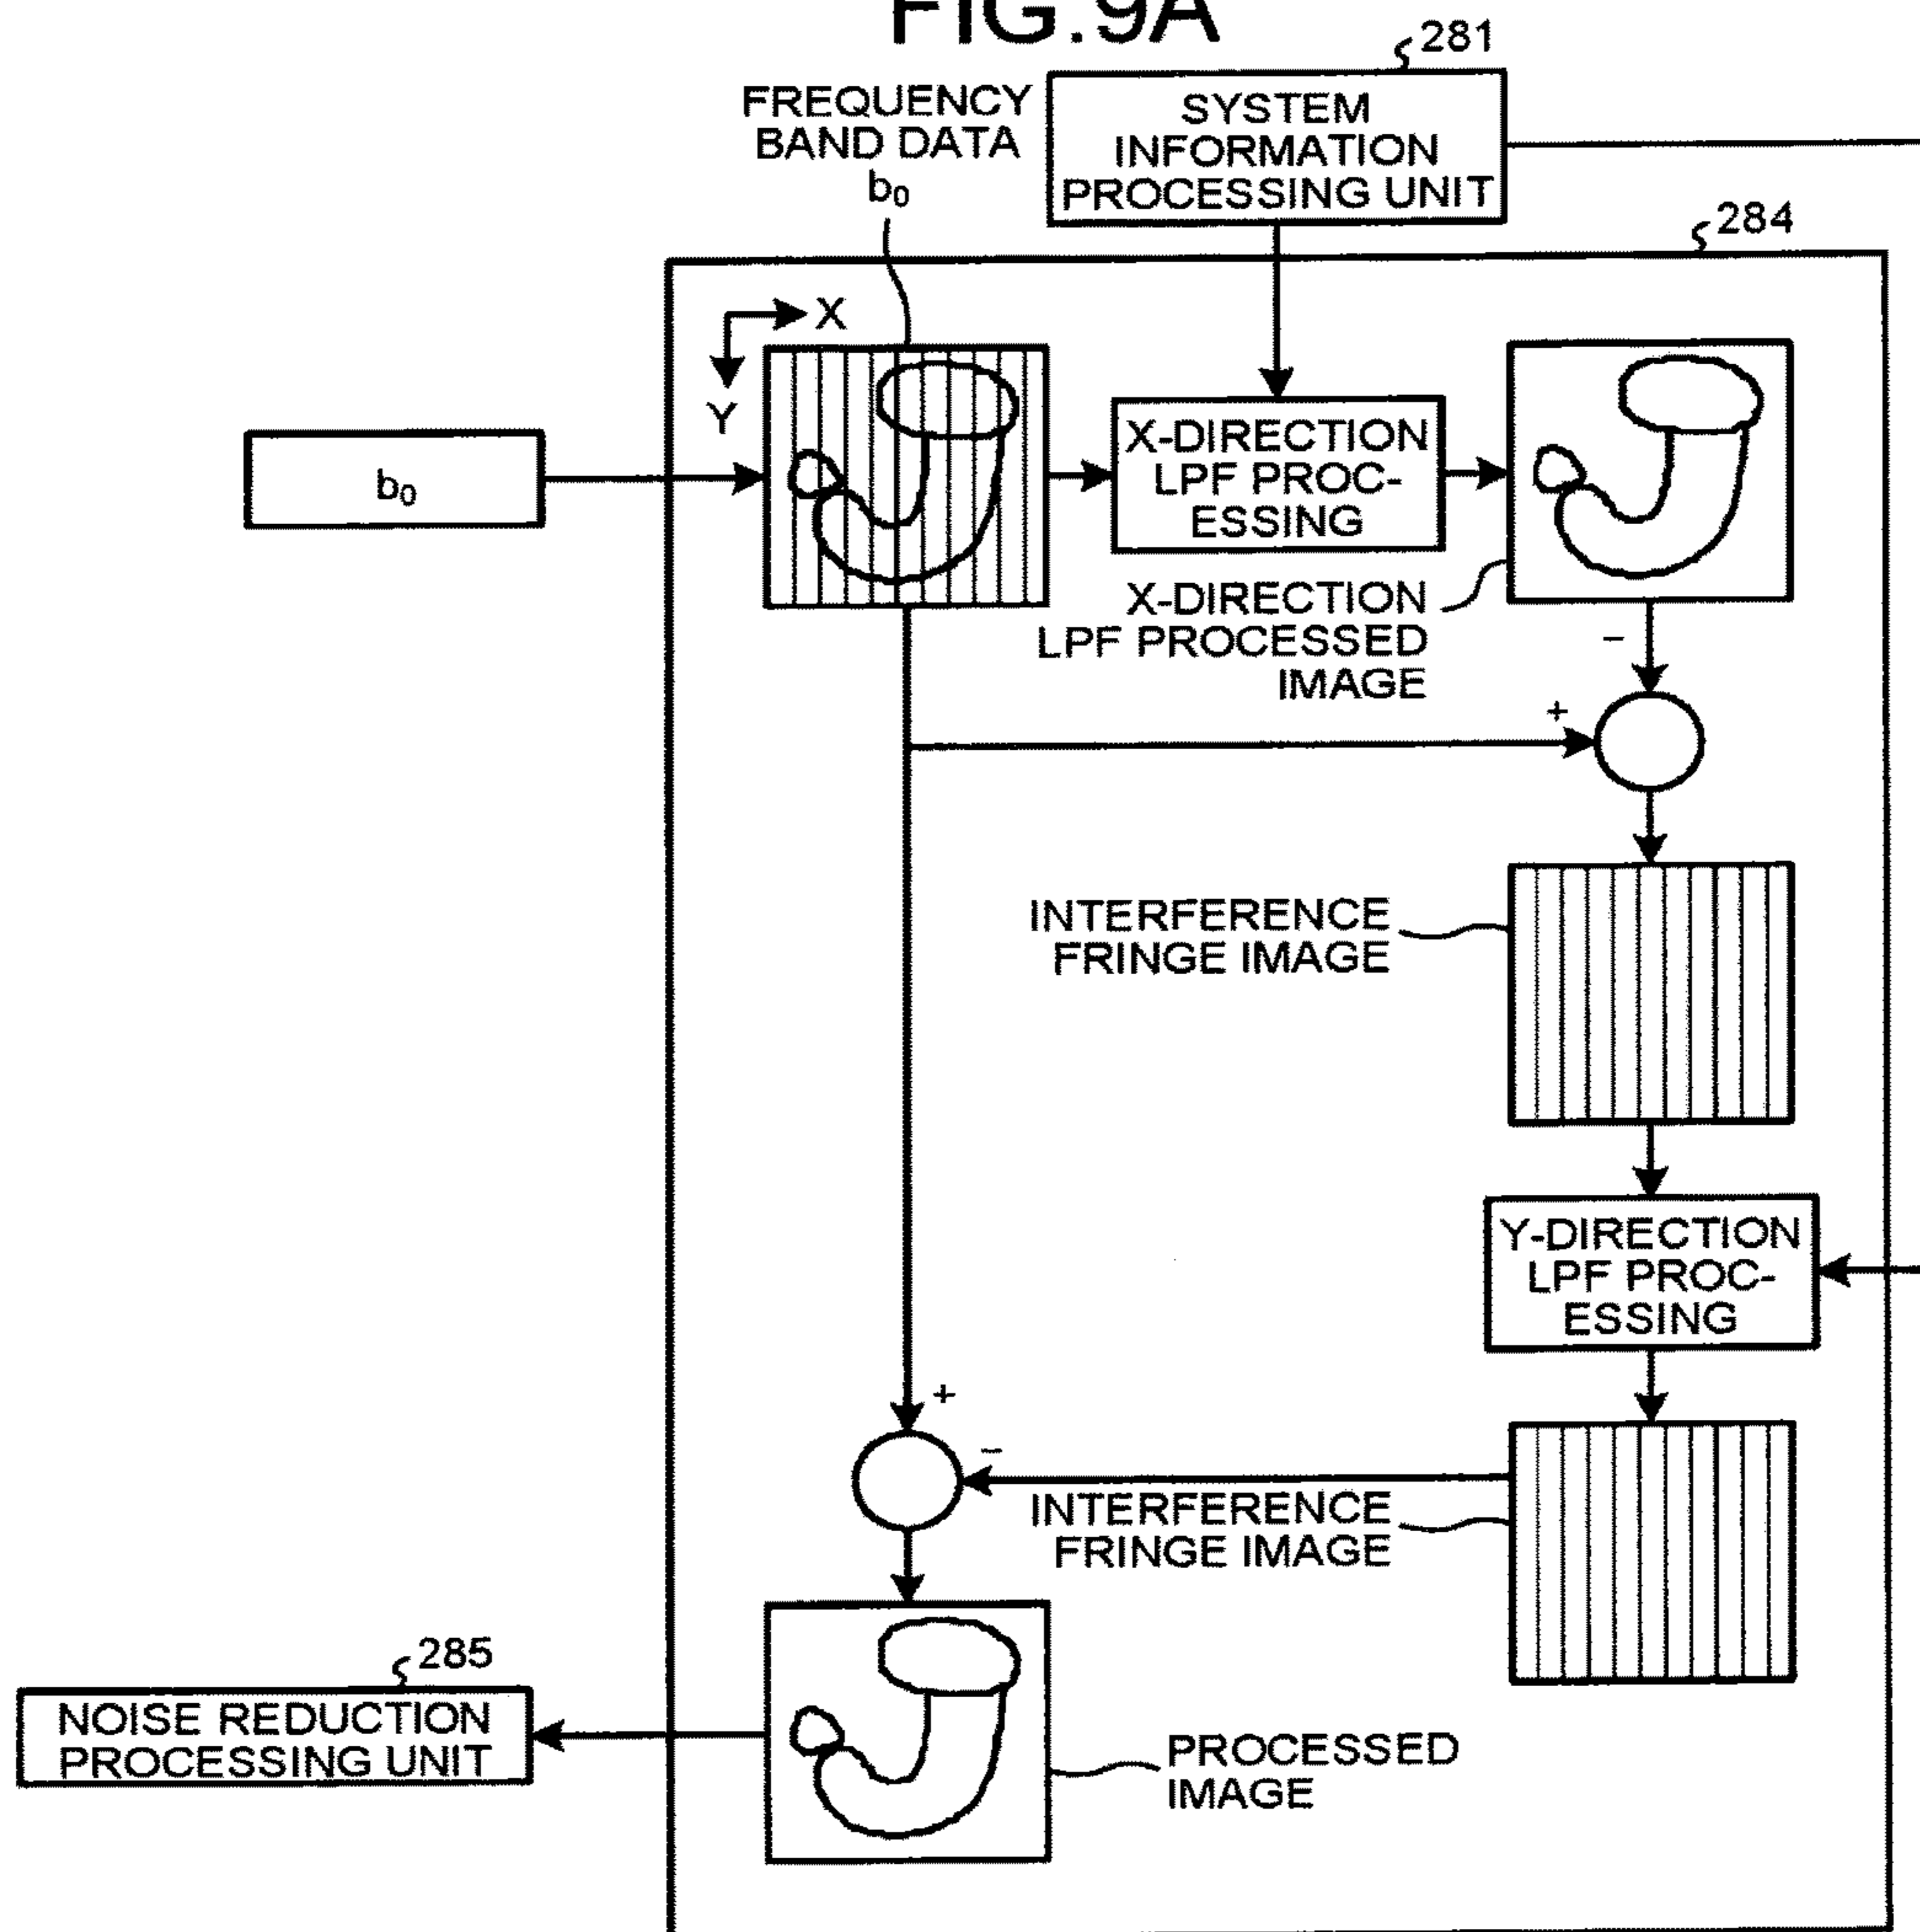 FIG.9A
281
FREQUENCY
BAND DATA
b0
SYSTEM
INFORMATION
PROCESSING UNIT
284
X
Y
b0
X-DIRECTION
LPF PROC-
ESSING
X-DIRECTION
LPF PROCESSED
IMAGE
−
+
INTERFERENCE
FRINGE IMAGE
Y-DIRECTION
LPF PROC-
ESSING
+
−
INTERFERENCE
FRINGE IMAGE
285
NOISE REDUCTION
PROCESSING UNIT
PROCESSED
IMAGE